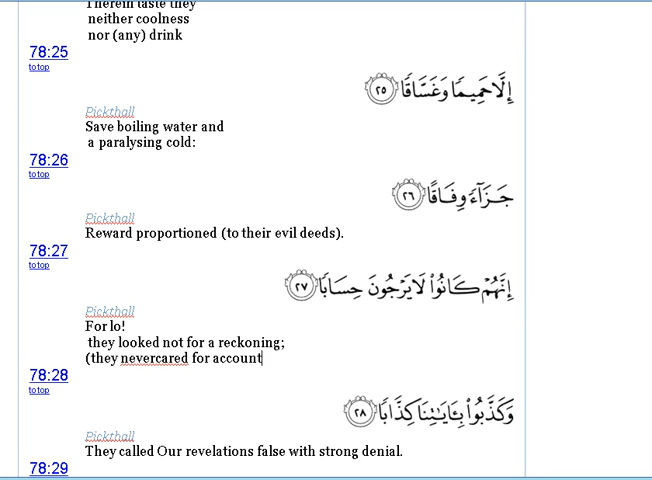 Therein taste they
neither coolness
nor (any) drink
78:25
to top
إِلَّا حَمِيمًا وَغَسَّاقًا ٢٥
Pickthall
Save boiling water and
a paralysing cold:
78:26
to top
جَزَآءً وِفَاقًا ٢٦
Pickthall
Reward proportioned (to their evil deeds).
78:27
to top
إِنَّهُمْ كَانُوا۟ لَا يَرْجُونَ حِسَابًا ٢٧
Pickthall
For lo!
they looked not for a reckoning;
(they nevercared for account
78:28
to top
وَكَذَّبُوا۟ بِـَٔايَـٰتِنَا كِذَّابًا ٢٨
Pickthall
They called Our revelations false with strong denial.
78:29